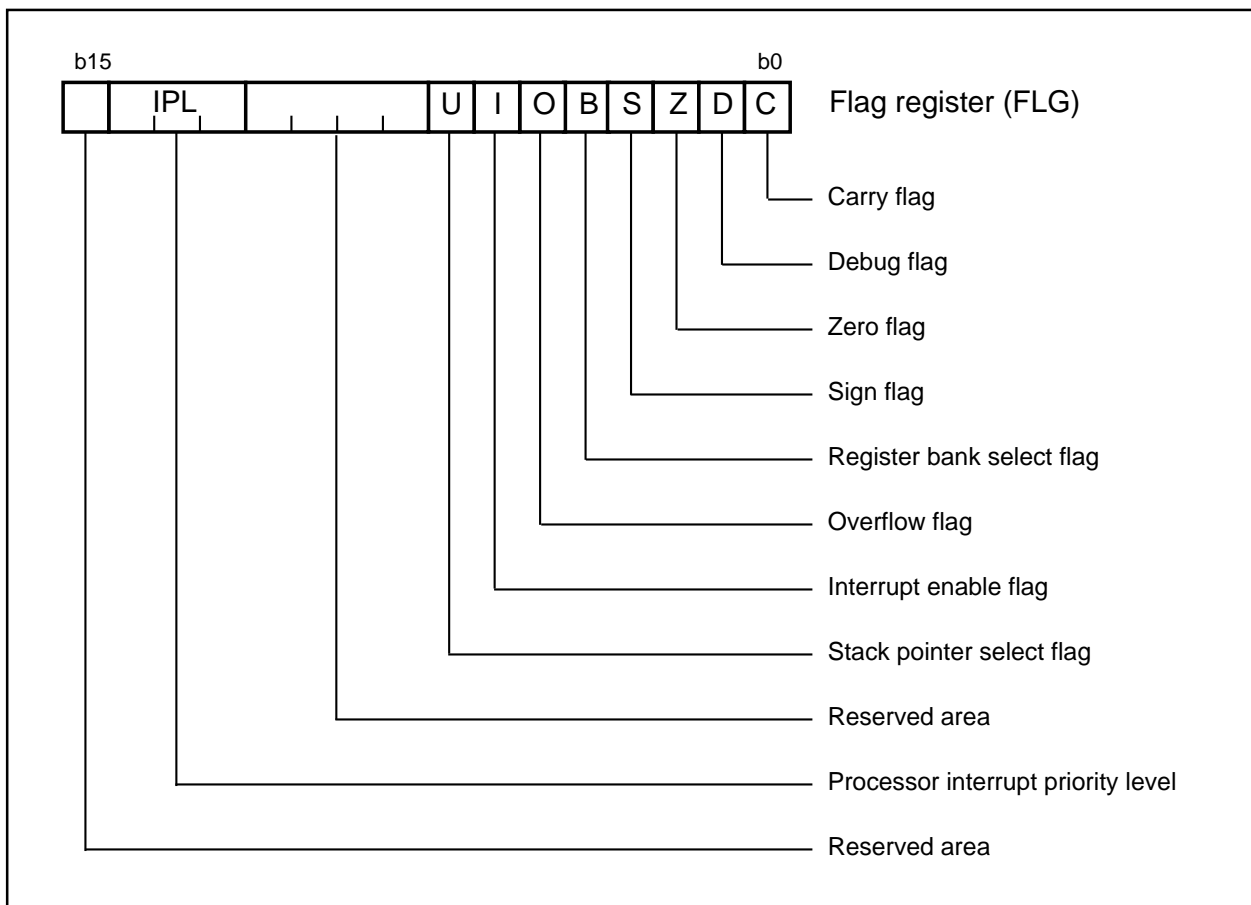 b15 b0
IPL U I O B S Z D C Flag register (FLG)
Carry flag
Debug flag
Zero flag
Sign flag
Register bank select flag
Overflow flag
Interrupt enable flag
Stack pointer select flag
Reserved area
Processor interrupt priority level
Reserved area